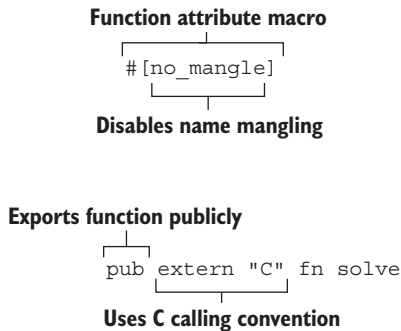 Function attribute macro
#[no_mangle]
Disables name mangling
Exports function publicly
pub extern "C" fn solve
Uses C calling convention